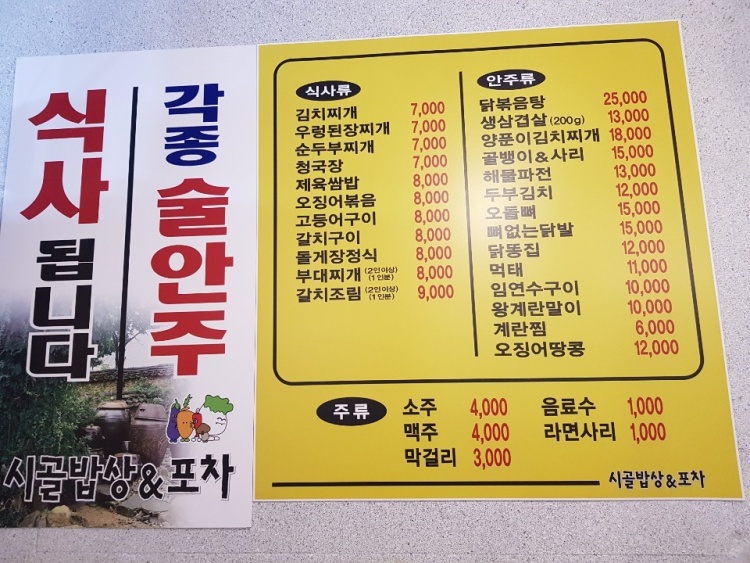 각종 술안주
식사 됩니다
시골밥상&포차
식사류
김치찌개 7,000
우렁된장찌개 7,000
순두부찌개 7,000
청국장 7,000
제육쌈밥 8,000
오징어볶음 8,000
고등어구이 8,000
갈치구이 8,000
돌게장정식 8,000
부대찌개 (2인이상) (1인분) 8,000
갈치조림 (2인이상) (1인분) 9,000
안주류
닭볶음탕 25,000
생삼겹살 (200g) 13,000
양푼이김치찌개 18,000
골뱅이&사리 15,000
해물파전 13,000
두부김치 12,000
오돌뼈 15,000
뼈없는닭발 15,000
닭똥집 12,000
먹태 11,000
임연수구이 10,000
왕계란말이 10,000
계란찜 6,000
오징어땅콩 12,000
주류
소주 4,000 음료수 1,000
맥주 4,000 라면사리 1,000
막걸리 3,000
시골밥상&포차